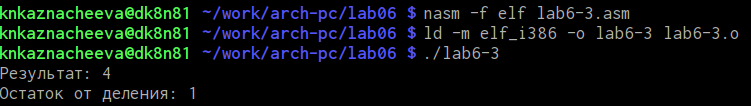 knkaznacheeva@dk8n81 ~/work/arch-pc/lab06 $ nasm -f elf lab6-3.asm
knkaznacheeva@dk8n81 ~/work/arch-pc/lab06 $ ld -m elf_i386 -o lab6-3 lab6-3.o
knkaznacheeva@dk8n81 ~/work/arch-pc/lab06 $ ./lab6-3
Результат: 4
Остаток от деления: 1